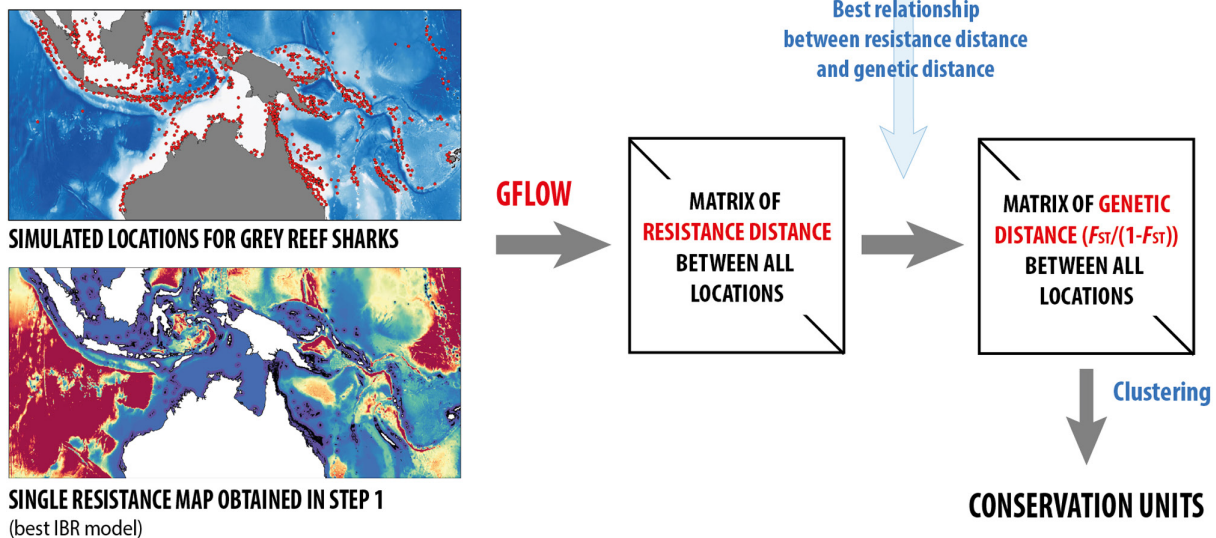 SIMULATED LOCATIONS FOR GREY REEF SHARKS
SINGLE RESISTANCE MAP OBTAINED IN STEP 1
(best IBR model)
GFLOW
MATRIX OF
RESISTANCE DISTANCE
BETWEEN ALL
LOCATIONS
Best relationship
between resistance distance
and genetic distance
MATRIX OF GENETIC
DISTANCE (FST/(1-FST))
BETWEEN ALL
LOCATIONS
Clustering
CONSERVATION UNITS